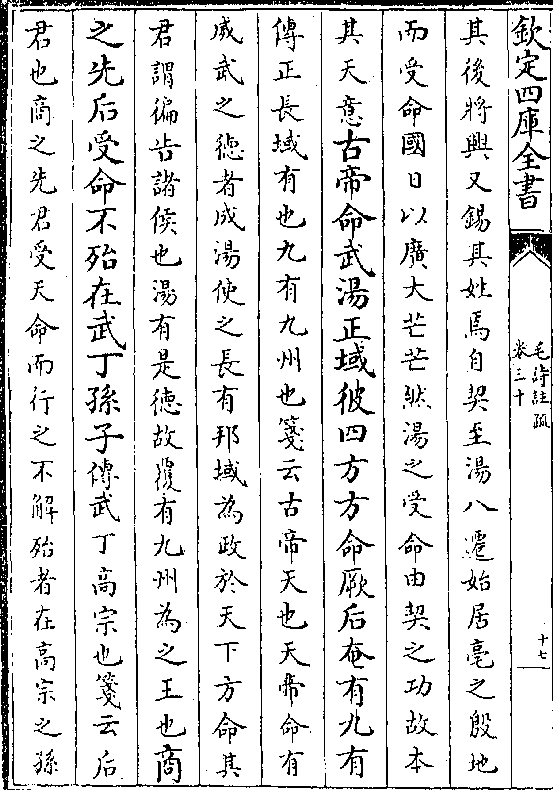 欽定四庫全書
毛詩註疏
卷三十
十七
其後將興又錫其姓焉自契至湯八遷始居亳之殷地
而受命國日以廣大芒芒然湯之受命由契之功故本
其天意古帝命武湯正域彼四方方命厥后奄有九有
傳正長域有也九有九州也箋云古帝天也天帝命有
威武之德者成湯使之長有邦域為政於天下方命其
君謂徧告諸侯也湯有是德故覆有九州為之王也商
之先后受命不殆在武丁孫子傳武丁高宗也箋云后
君也商之先君受天命而行之不解殆者在高宗之孫